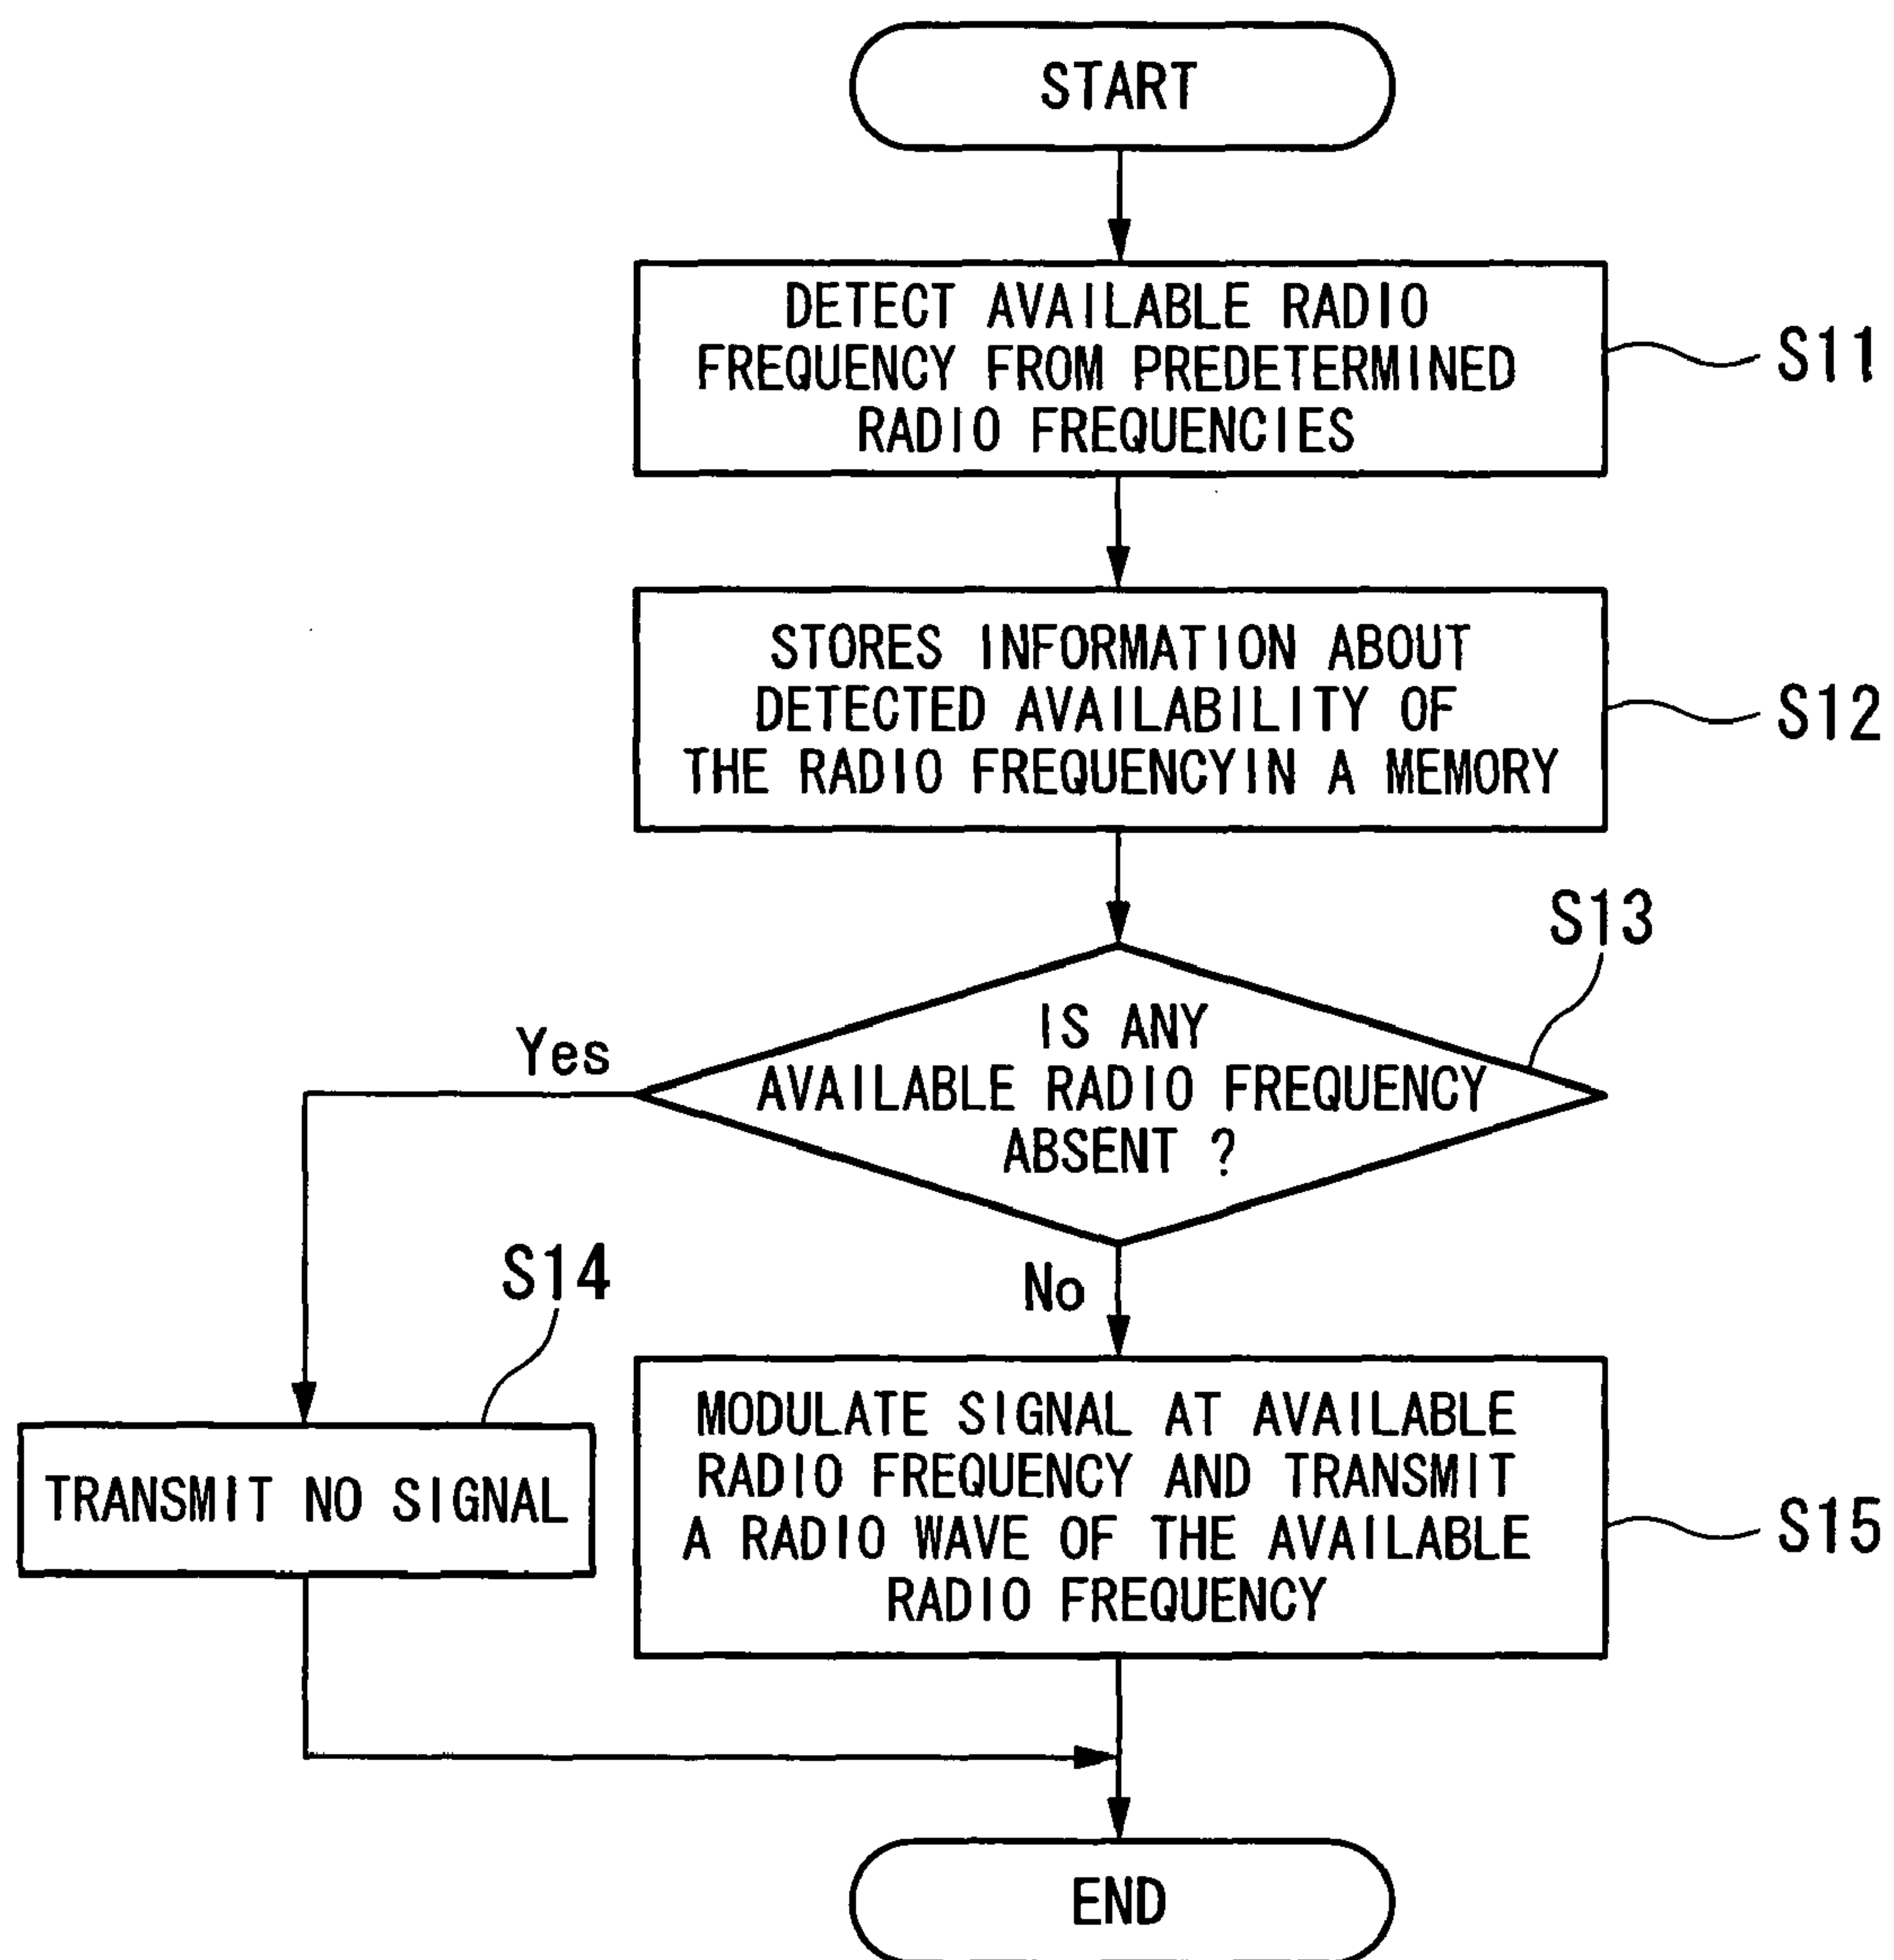 START
DETECT AVAILABLE RADIO
FREQUENCY FROM PREDETERMINED
RADIO FREQUENCIES
S11
STORES INFORMATION ABOUT
DETECTED AVAILABILITY OF
THE RADIO FREQUENCYIN A MEMORY
S12
S13
IS ANY
AVAILABLE RADIO FREQUENCY
ABSENT ?
Yes
No
S14
TRANSMIT NO SIGNAL
MODULATE SIGNAL AT AVAILABLE
RADIO FREQUENCY AND TRANSMIT
A RADIO WAVE OF THE AVAILABLE
RADIO FREQUENCY
S15
END